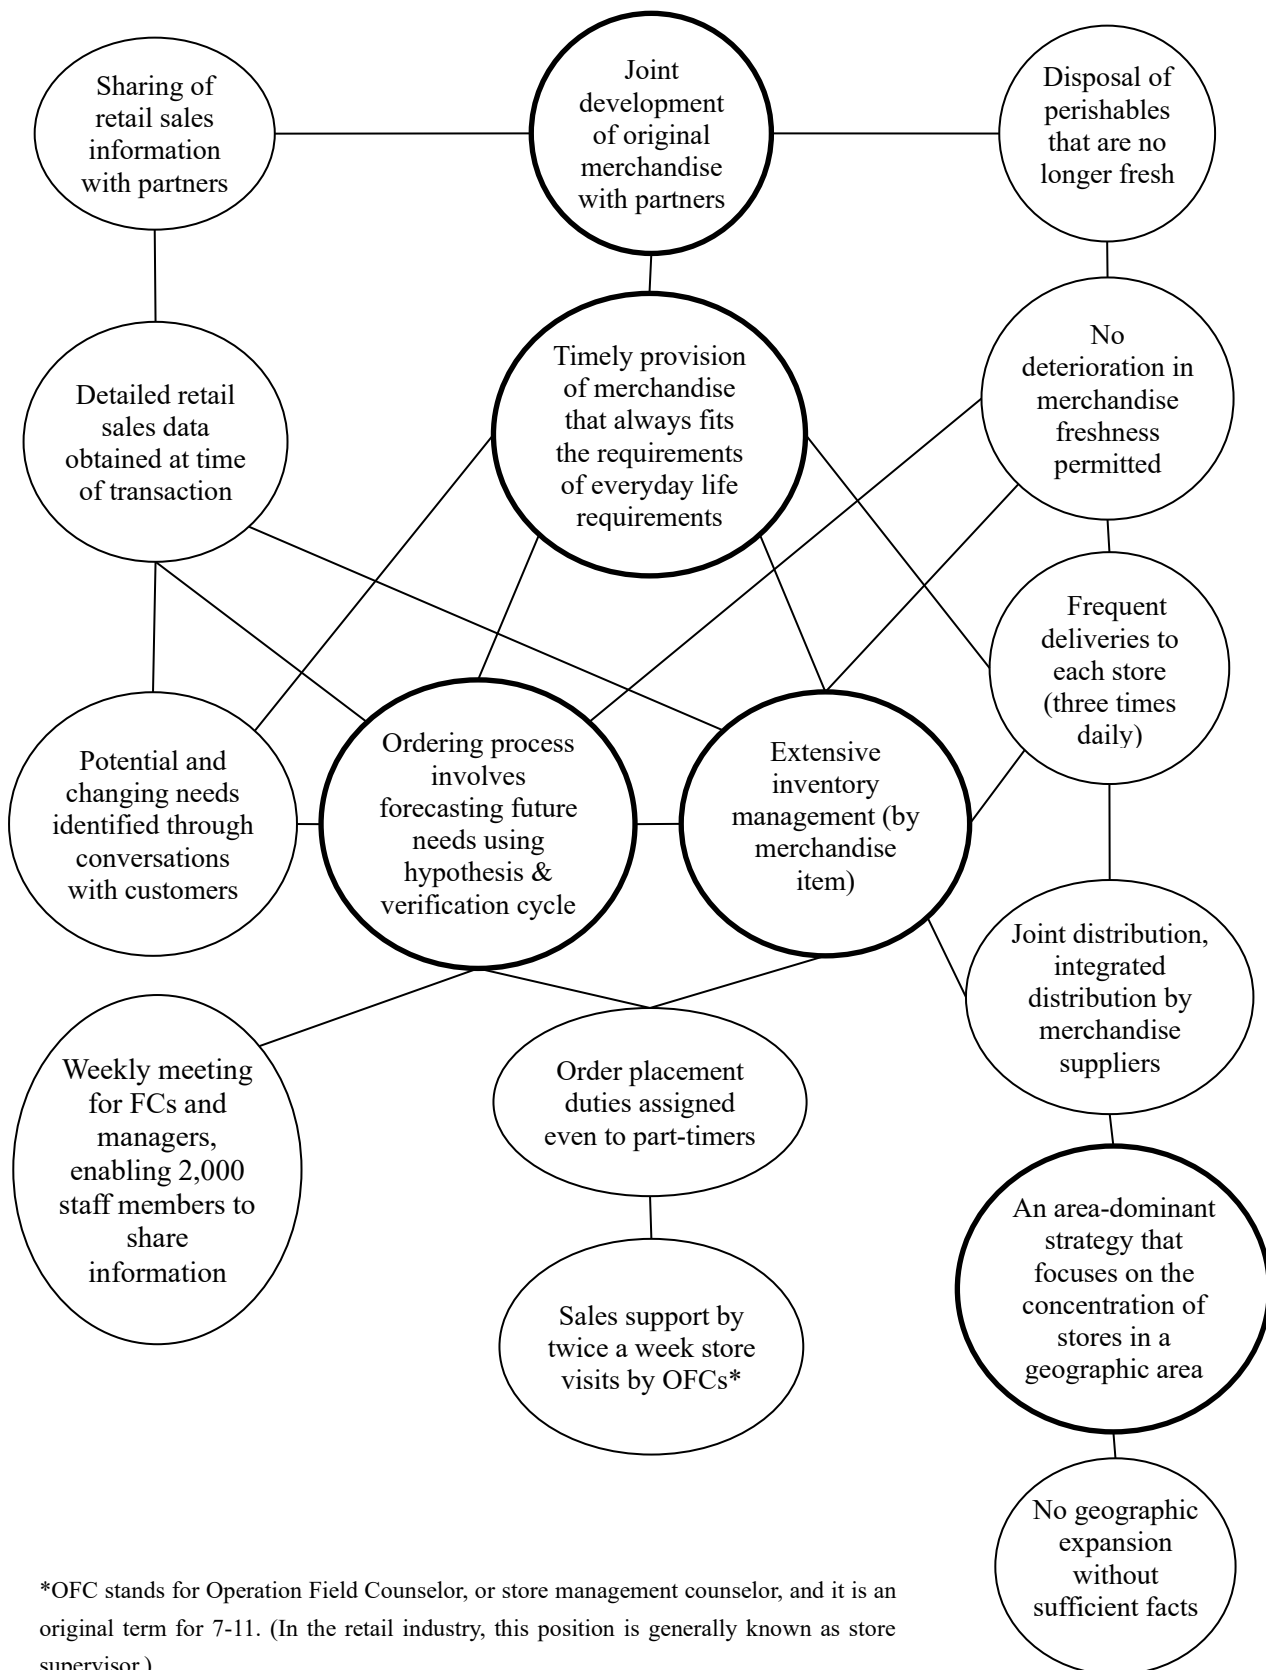 Sharing of
retail sales
information
with partners
Joint
development
of original
merchandise
with partners
Disposal of
perishables
that are no
longer fresh
Detailed retail
sales data
obtained at time
of transaction
Timely provision
of merchandise
that always fits
the requirements
of everyday life
requirements
No
deterioration in
merchandise
freshness
permitted
Frequent
deliveries to
each store
(three times
daily)
Potential and
changing needs
identified through
conversations
with customers
Ordering process
involves
forecasting future
needs using
hypothesis &
verification cycle
Extensive
inventory
management (by
merchandise
item)
Joint distribution,
integrated
distribution by
merchandise
suppliers
Weekly meeting
for FCs and
managers,
enabling 2,000
staff members to
share
information
Order placement
duties assigned
even to part-timers
Sales support by
twice a week store
visits by OFCs*
An area-dominant
strategy that
focuses on the
concentration of
stores in a
geographic area
No geographic
expansion
without
sufficient facts
*OFC stands for Operation Field Counselor, or store management counselor, and it is an
original term for 7-11. (In the retail industry, this position is generally known as store
supervisor.)